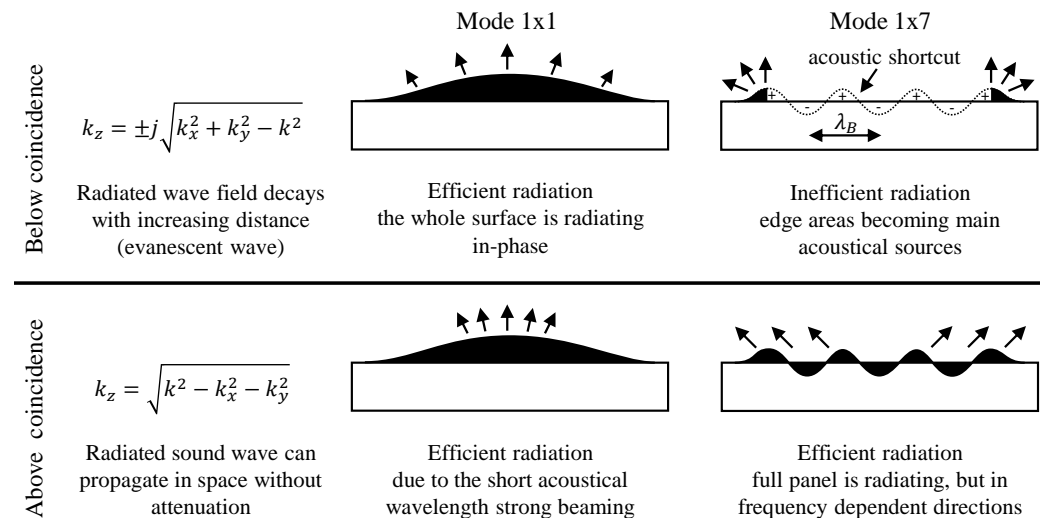 Mode 1x1
Mode 1x7
Below coincidence
acoustic shortcut
+ - + - + - +
λ_B
k_z = ±j√(k_x^2 + k_y^2 − k^2)
Radiated wave field decays
with increasing distance
(evanescent wave)
Efficient radiation
the whole surface is radiating
in-phase
Inefficient radiation
edge areas becoming main
acoustical sources
Above coincidence
k_z = √(k^2 − k_x^2 − k_y^2)
Radiated sound wave can
propagate in space without
attenuation
Efficient radiation
due to the short acoustical
wavelength strong beaming
Efficient radiation
full panel is radiating, but in
frequency dependent directions